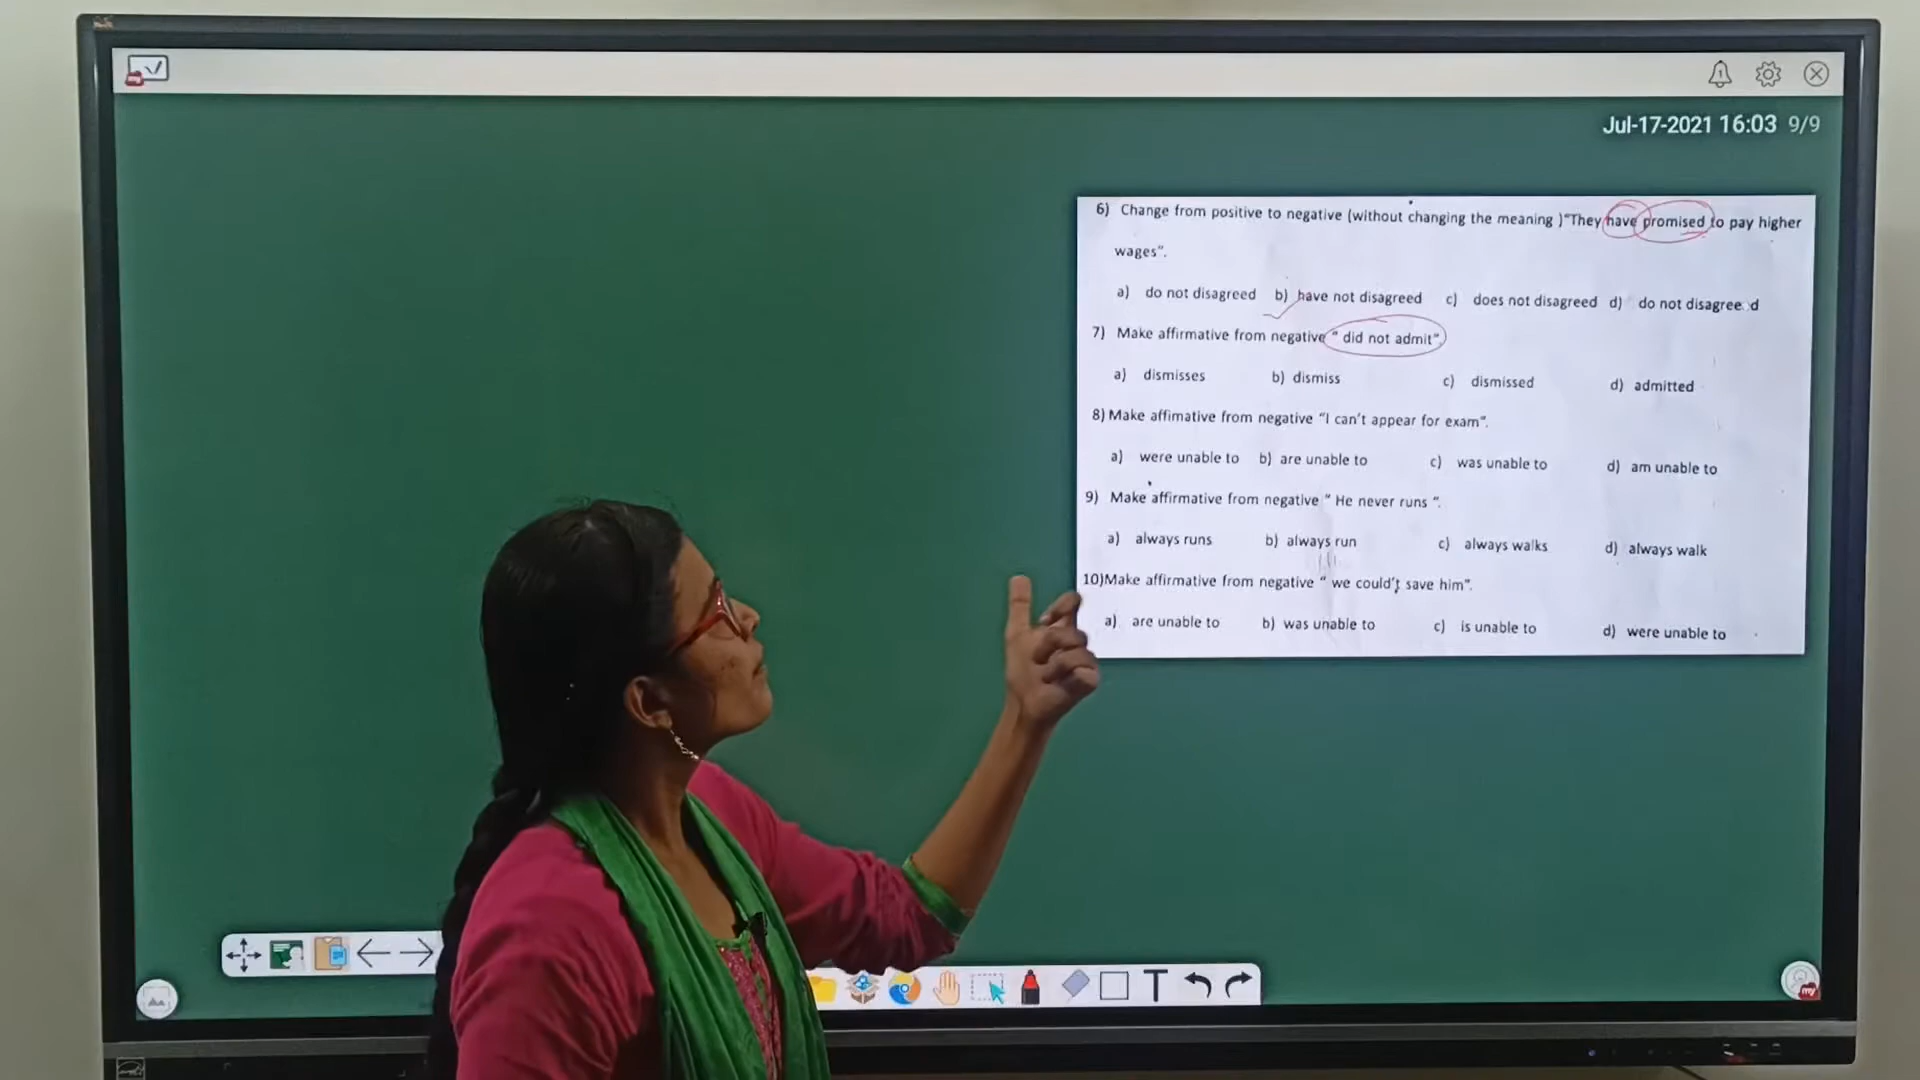 Jul-17-2021 16:03 9/9
6) Change from positive to negative (without changing the meaning )"They have promised to pay higher
wages".
a) do not disagreed b) have not disagreed c) does not disagreed d) do not disagree d
7) Make affirmative from negative " did not admit".
a) dismisses b) dismiss c) dismissed d) admitted
8) Make affimative from negative "I can't appear for exam".
a) were unable to b) are unable to c) was unable to d) am unable to
9) Make affirmative from negative " He never runs ".
a) always runs b) always run c) always walks d) always walk
10)Make affirmative from negative " we could't save him".
a) are unable to b) was unable to c) is unable to d) were unable to
T
my
my